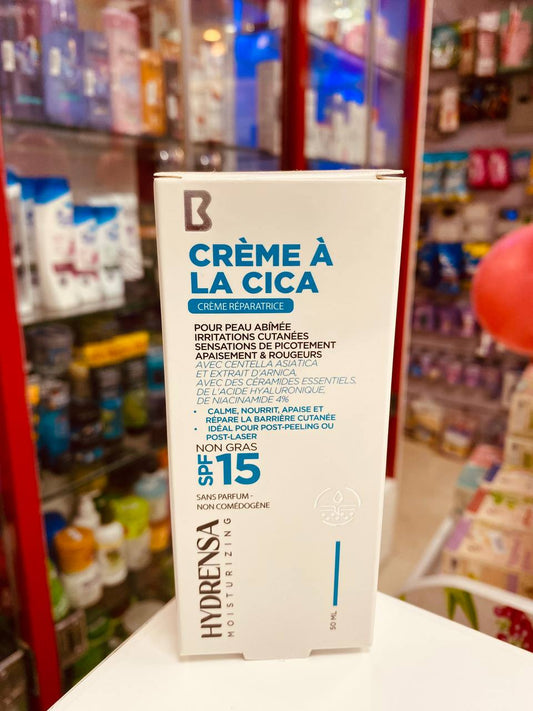 B
CRÈME À
LA CICA
CRÈME RÉPARATRICE
POUR PEAU ABÎMÉE
IRRITATIONS CUTANÉES
SENSATIONS DE PICOTEMENT
APAISEMENT & ROUGEURS
AVEC CENTELLA ASIATICA
ET EXTRAIT D'ARNICA,
AVEC DES CÉRAMIDES ESSENTIELS,
DE L'ACIDE HYALURONIQUE,
DE NIACINAMIDE 4%
• CALME, NOURRIT, APAISE ET
RÉPARE LA BARRIÈRE CUTANÉE
• IDÉAL POUR POST-PEELING OU
POST-LASER
NON GRAS
SPF 15
SANS PARFUM -
NON COMÉDOGÈNE
HYDRENSA
MOISTURIZING
50 ML